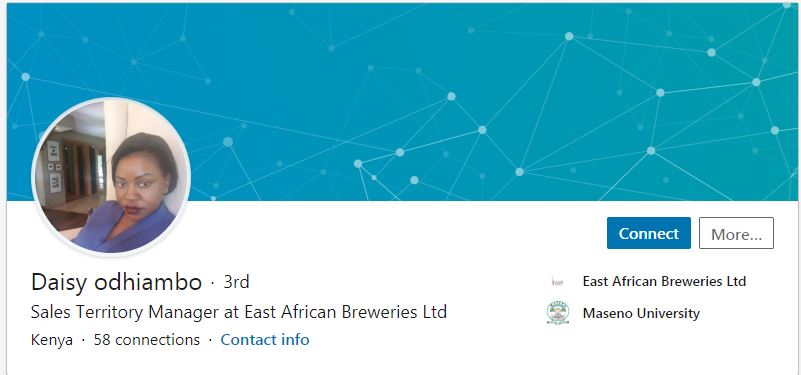 Connect
More...
Daisy odhiambo · 3rd
Sales Territory Manager at East African Breweries Ltd
Kenya · 58 connections · Contact info
East African Breweries Ltd
Maseno University